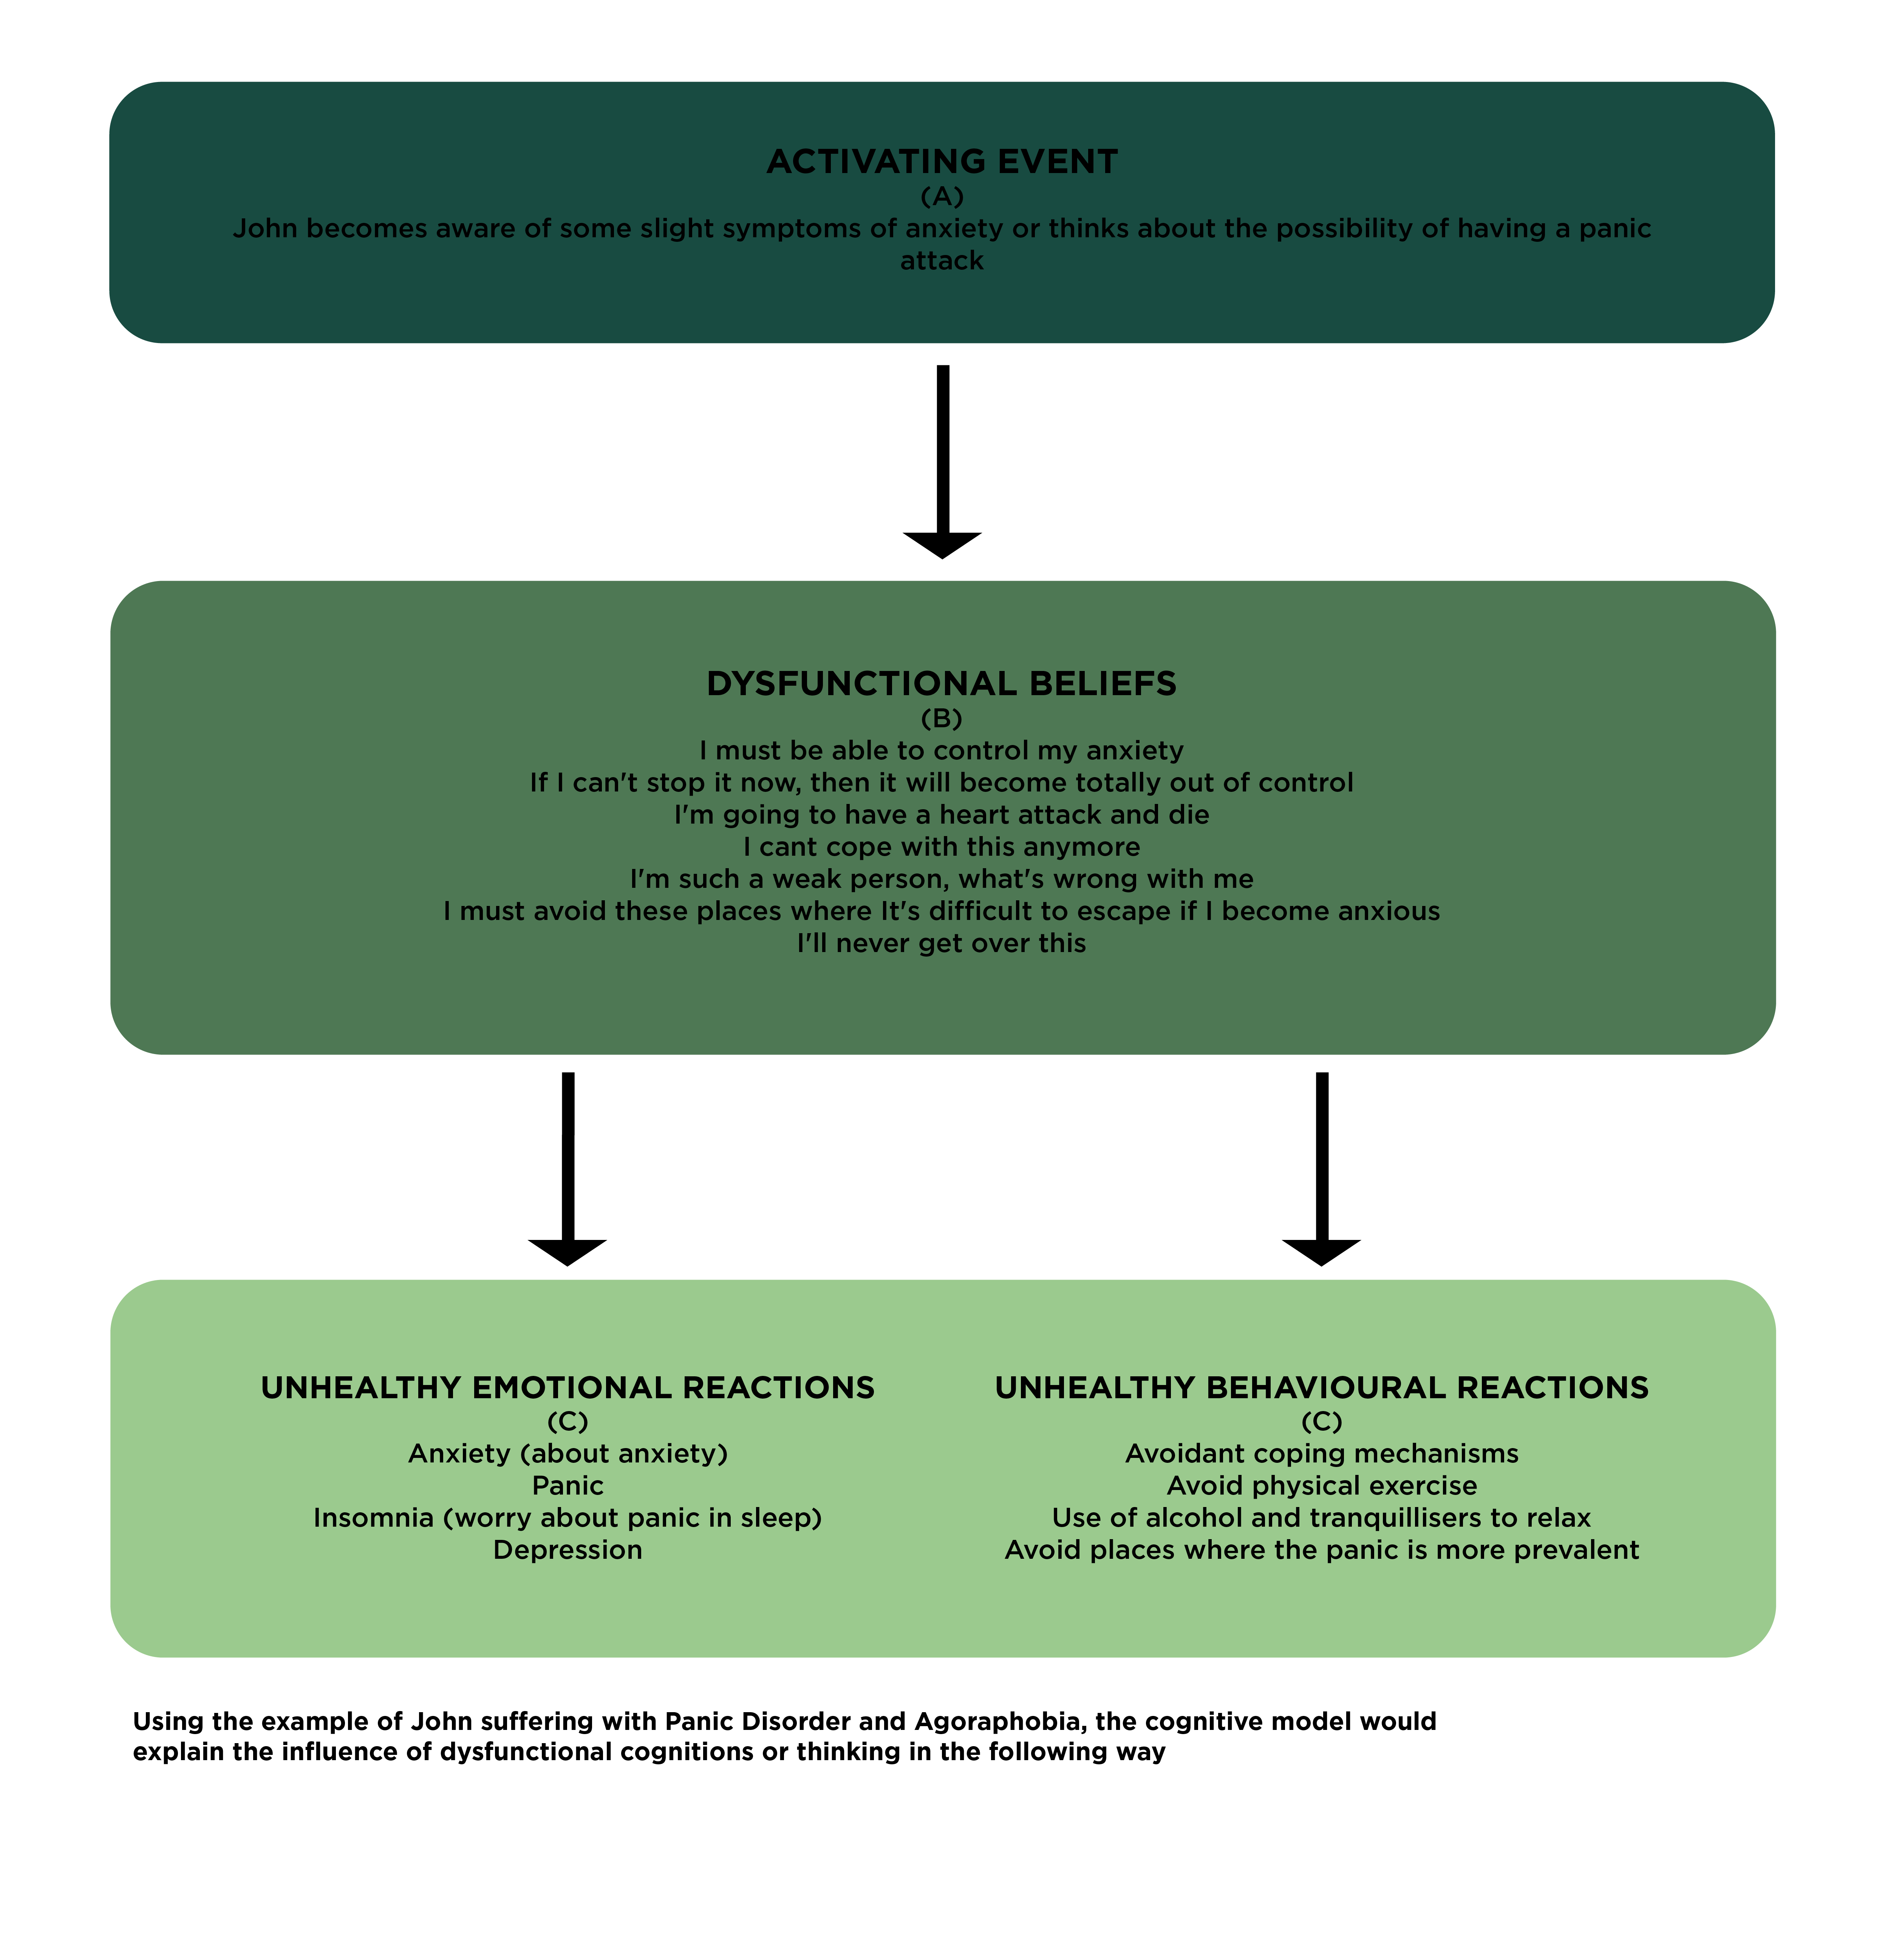 ACTIVATING EVENT
(A)
John becomes aware of some slight symptoms of anxiety or thinks about the possibility of having a panic
attack
DYSFUNCTIONAL BELIEFS
(B)
I must be able to control my anxiety
If I can't stop it now, then it will become totally out of control
I'm going to have a heart attack and die
I cant cope with this anymore
I'm such a weak person, what's wrong with me
I must avoid these places where It's difficult to escape if I become anxious
I'll never get over this
UNHEALTHY EMOTIONAL REACTIONS
(C)
Anxiety (about anxiety)
Panic
Insomnia (worry about panic in sleep)
Depression
UNHEALTHY BEHAVIOURAL REACTIONS
(C)
Avoidant coping mechanisms
Avoid physical exercise
Use of alcohol and tranquillisers to relax
Avoid places where the panic is more prevalent
Using the example of John suffering with Panic Disorder and Agoraphobia, the cognitive model would
explain the influence of dysfunctional cognitions or thinking in the following way